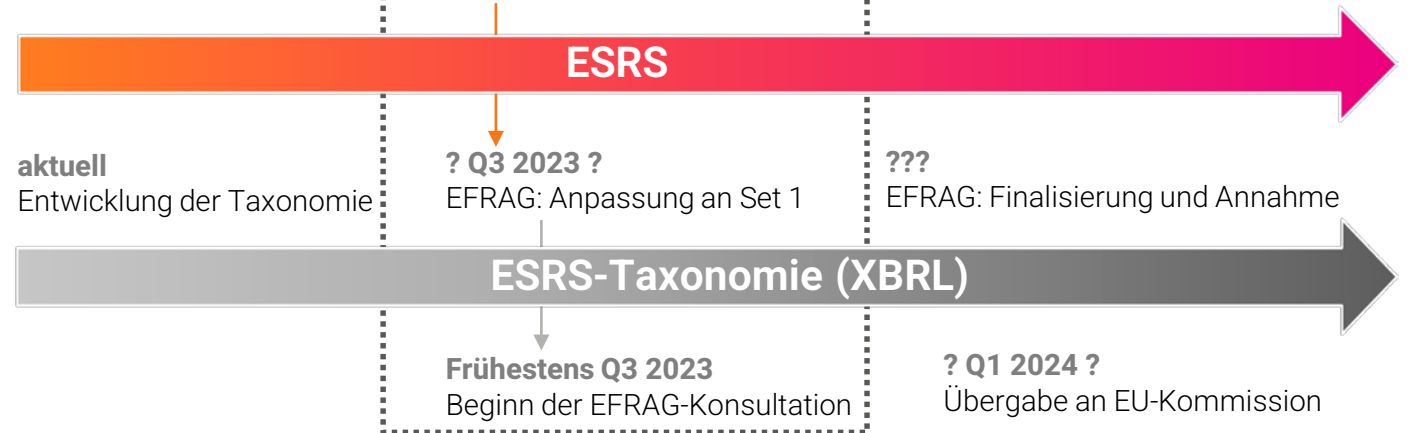 ESRS
aktuell
Entwicklung der Taxonomie
? Q3 2023 ?
EFRAG: Anpassung an Set 1
???
EFRAG: Finalisierung und Annahme
ESRS-Taxonomie (XBRL)
Frühestens Q3 2023
Beginn der EFRAG-Konsultation
? Q1 2024 ?
Übergabe an EU-Kommission